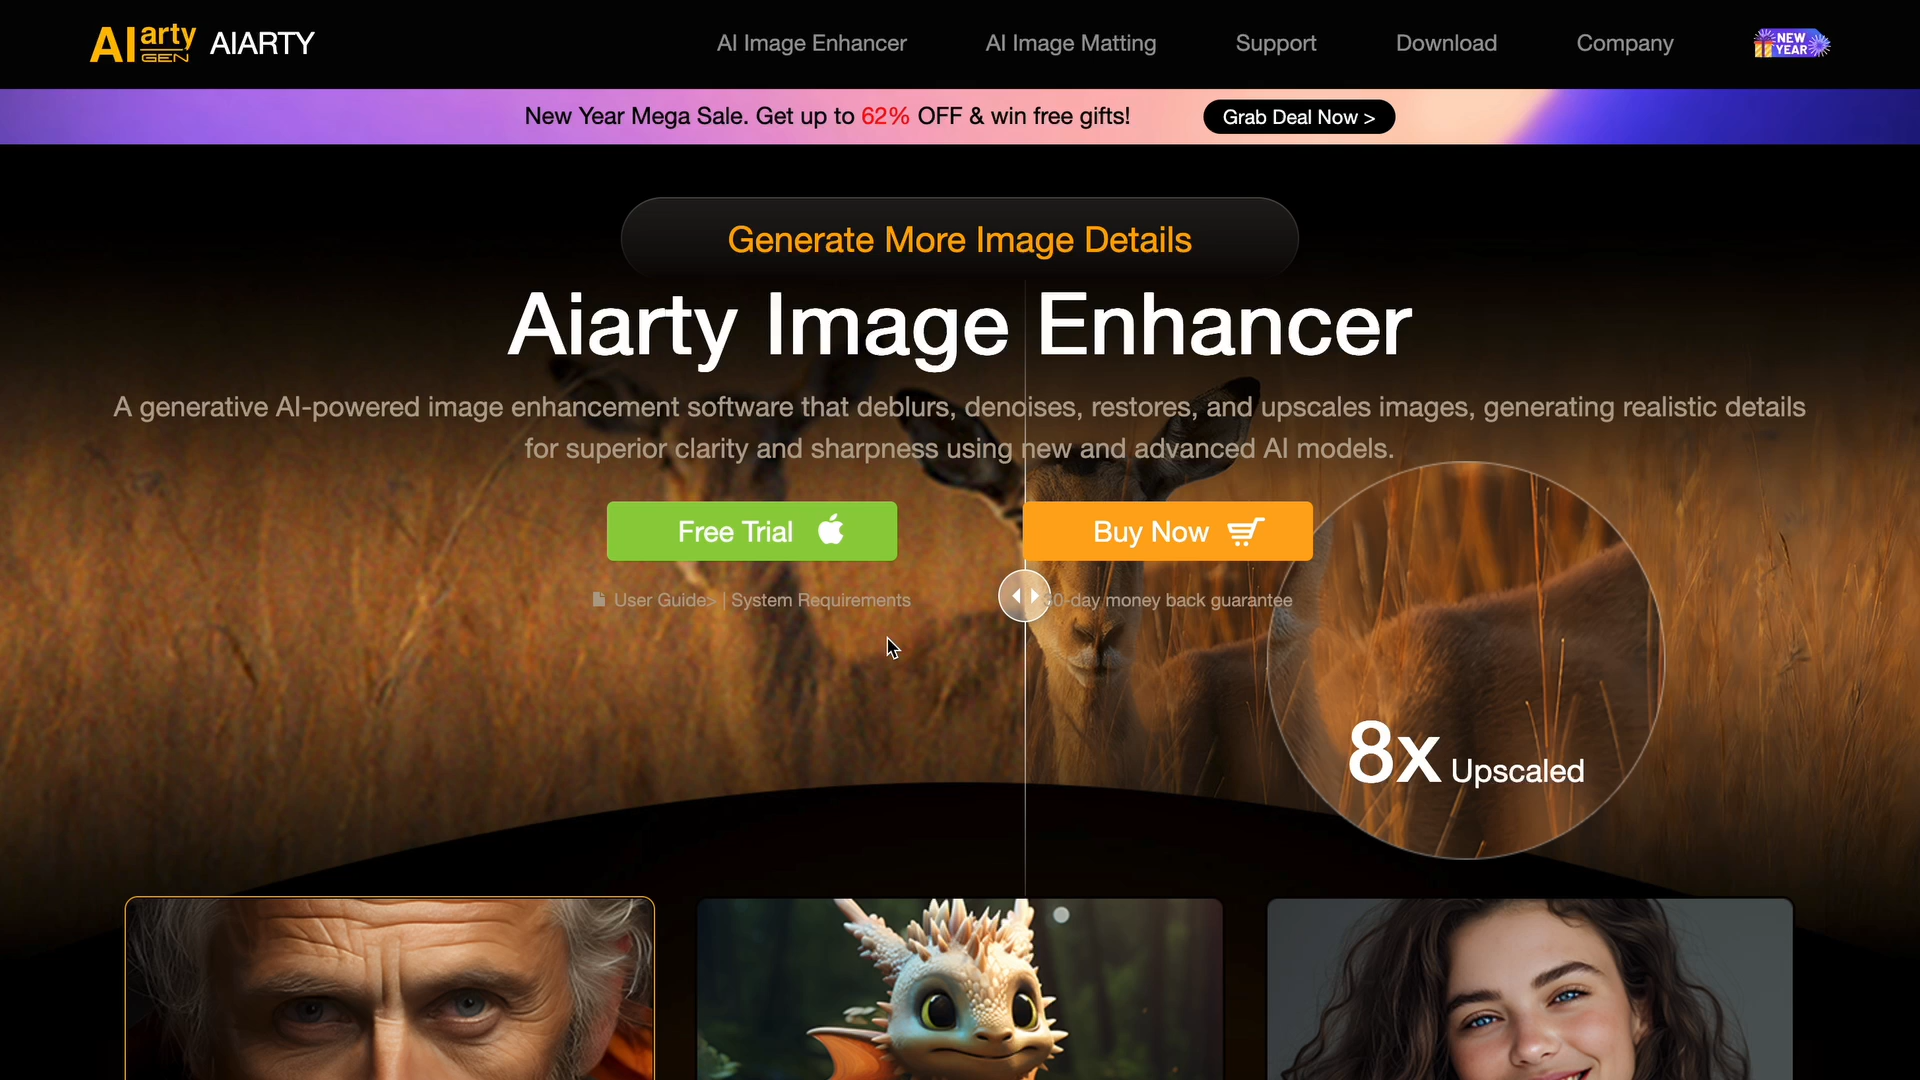 AI arty GEN AIARTY
AI Image Enhancer
AI Image Matting
Support
Download
Company
NEW YEAR
New Year Mega Sale. Get up to 62% OFF & win free gifts!
Grab Deal Now >
Generate More Image Details
Aiarty Image Enhancer
A generative AI-powered image enhancement software that deblurs, denoises, restores, and upscales images, generating realistic details
for superior clarity and sharpness using new and advanced AI models.
Free Trial
Buy Now
User Guide> | System Requirements
-day money back guarantee
8x Upscaled